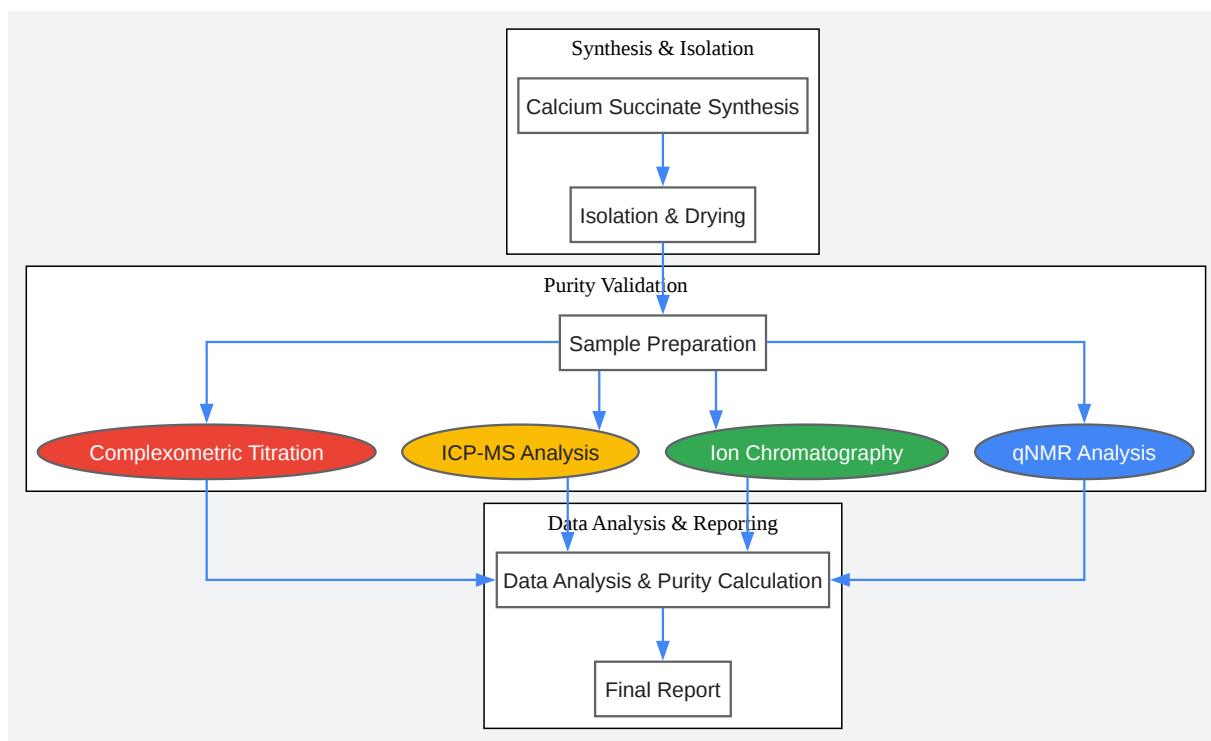 Synthesis & Isolation
Calcium Succinate Synthesis
Isolation & Drying
Purity Validation
Sample Preparation
Complexometric Titration
ICP-MS Analysis
Ion Chromatography
qNMR Analysis
Data Analysis & Reporting
Data Analysis & Purity Calculation
Final Report